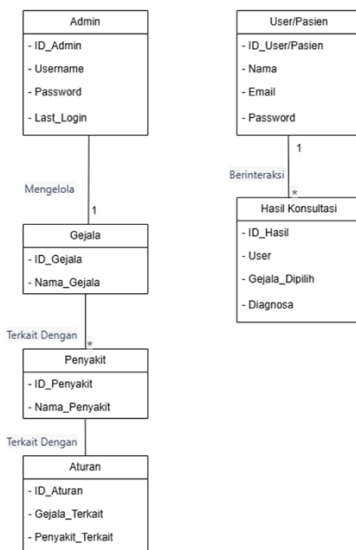 Admin
- ID_Admin
- Username
- Password
- Last_Login
Mengelola
1
Gejala
- ID_Gejala
- Nama_Gejala
Terkait Dengan
*
Penyakit
- ID_Penyakit
- Nama_Penyakit
Terkait Dengan
Aturan
- ID_Aturan
- Gejala_Terkait
- Penyakit_Terkait
User/Pasien
- ID_User/Pasien
- Nama
- Email
- Password
1
Berinteraksi
*
Hasil Konsultasi
- ID_Hasil
- User
- Gejala_Dipilih
- Diagnosa